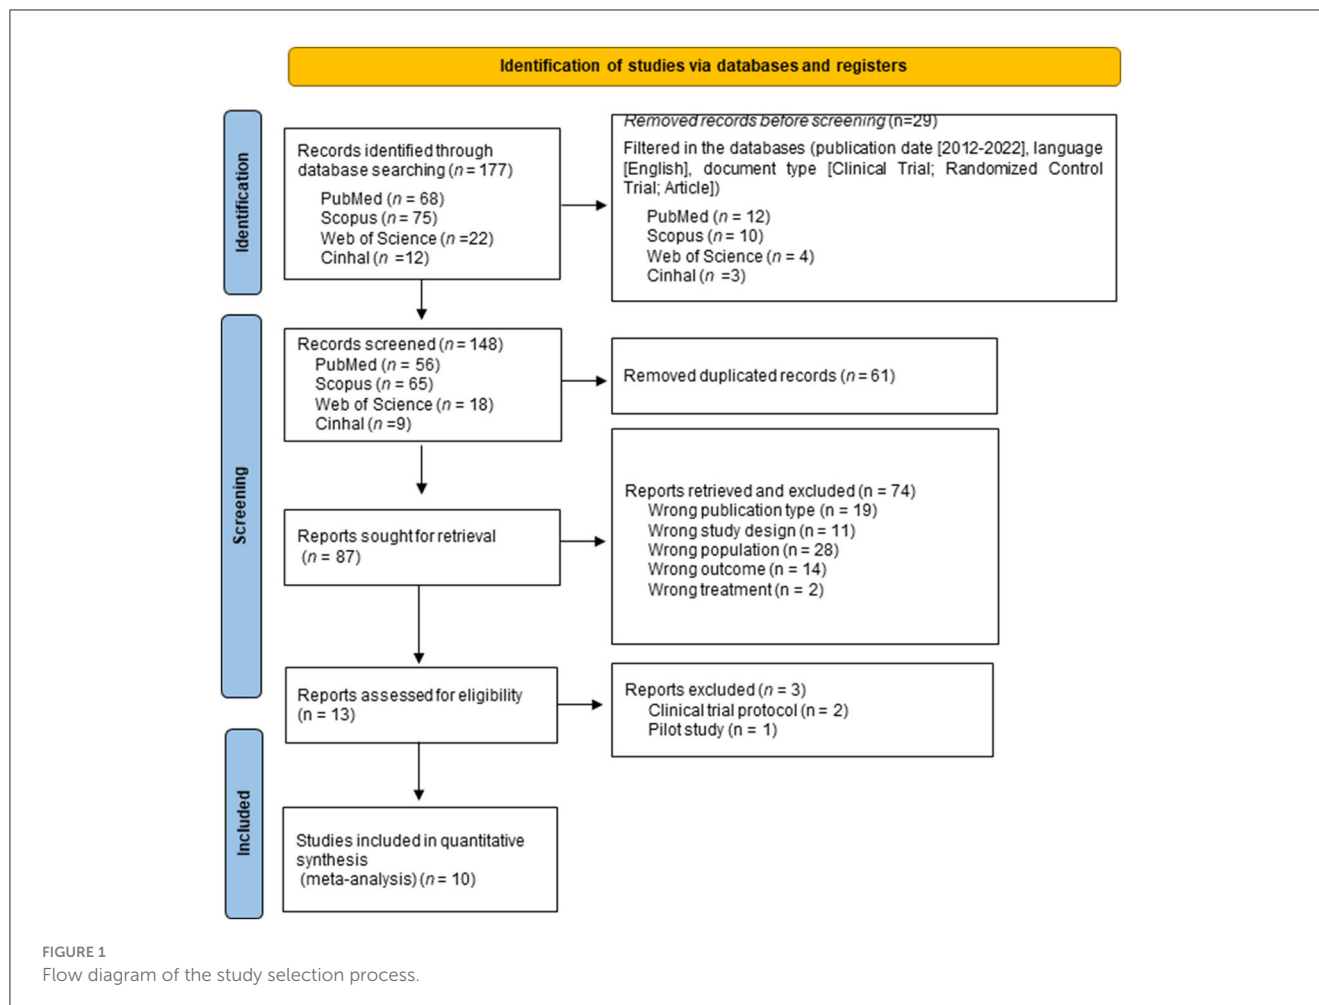 Identification of studies via databases and registers
Identification
Records identified through
database searching (n = 177)
PubMed (n = 68)
Scopus (n = 75)
Web of Science (n =22)
Cinhal (n =12)
Removed records before screening (n=29)
Filtered in the databases (publication date [2012-2022], language
[English], document type [Clinical Trial; Randomized Control
Trial; Article])
PubMed (n = 12)
Scopus (n = 10)
Web of Science (n = 4)
Cinhal (n =3)
Screening
Records screened (n = 148)
PubMed (n = 56)
Scopus (n = 65)
Web of Science (n = 18)
Cinhal (n =9)
Removed duplicated records (n = 61)
Reports sought for retrieval
(n = 87)
Reports retrieved and excluded (n = 74)
Wrong publication type (n = 19)
Wrong study design (n = 11)
Wrong population (n = 28)
Wrong outcome (n = 14)
Wrong treatment (n = 2)
Reports assessed for eligibility
(n = 13)
Reports excluded (n = 3)
Clinical trial protocol (n = 2)
Pilot study (n = 1)
Included
Studies included in quantitative
synthesis
(meta-analysis) (n = 10)
FIGURE 1
Flow diagram of the study selection process.